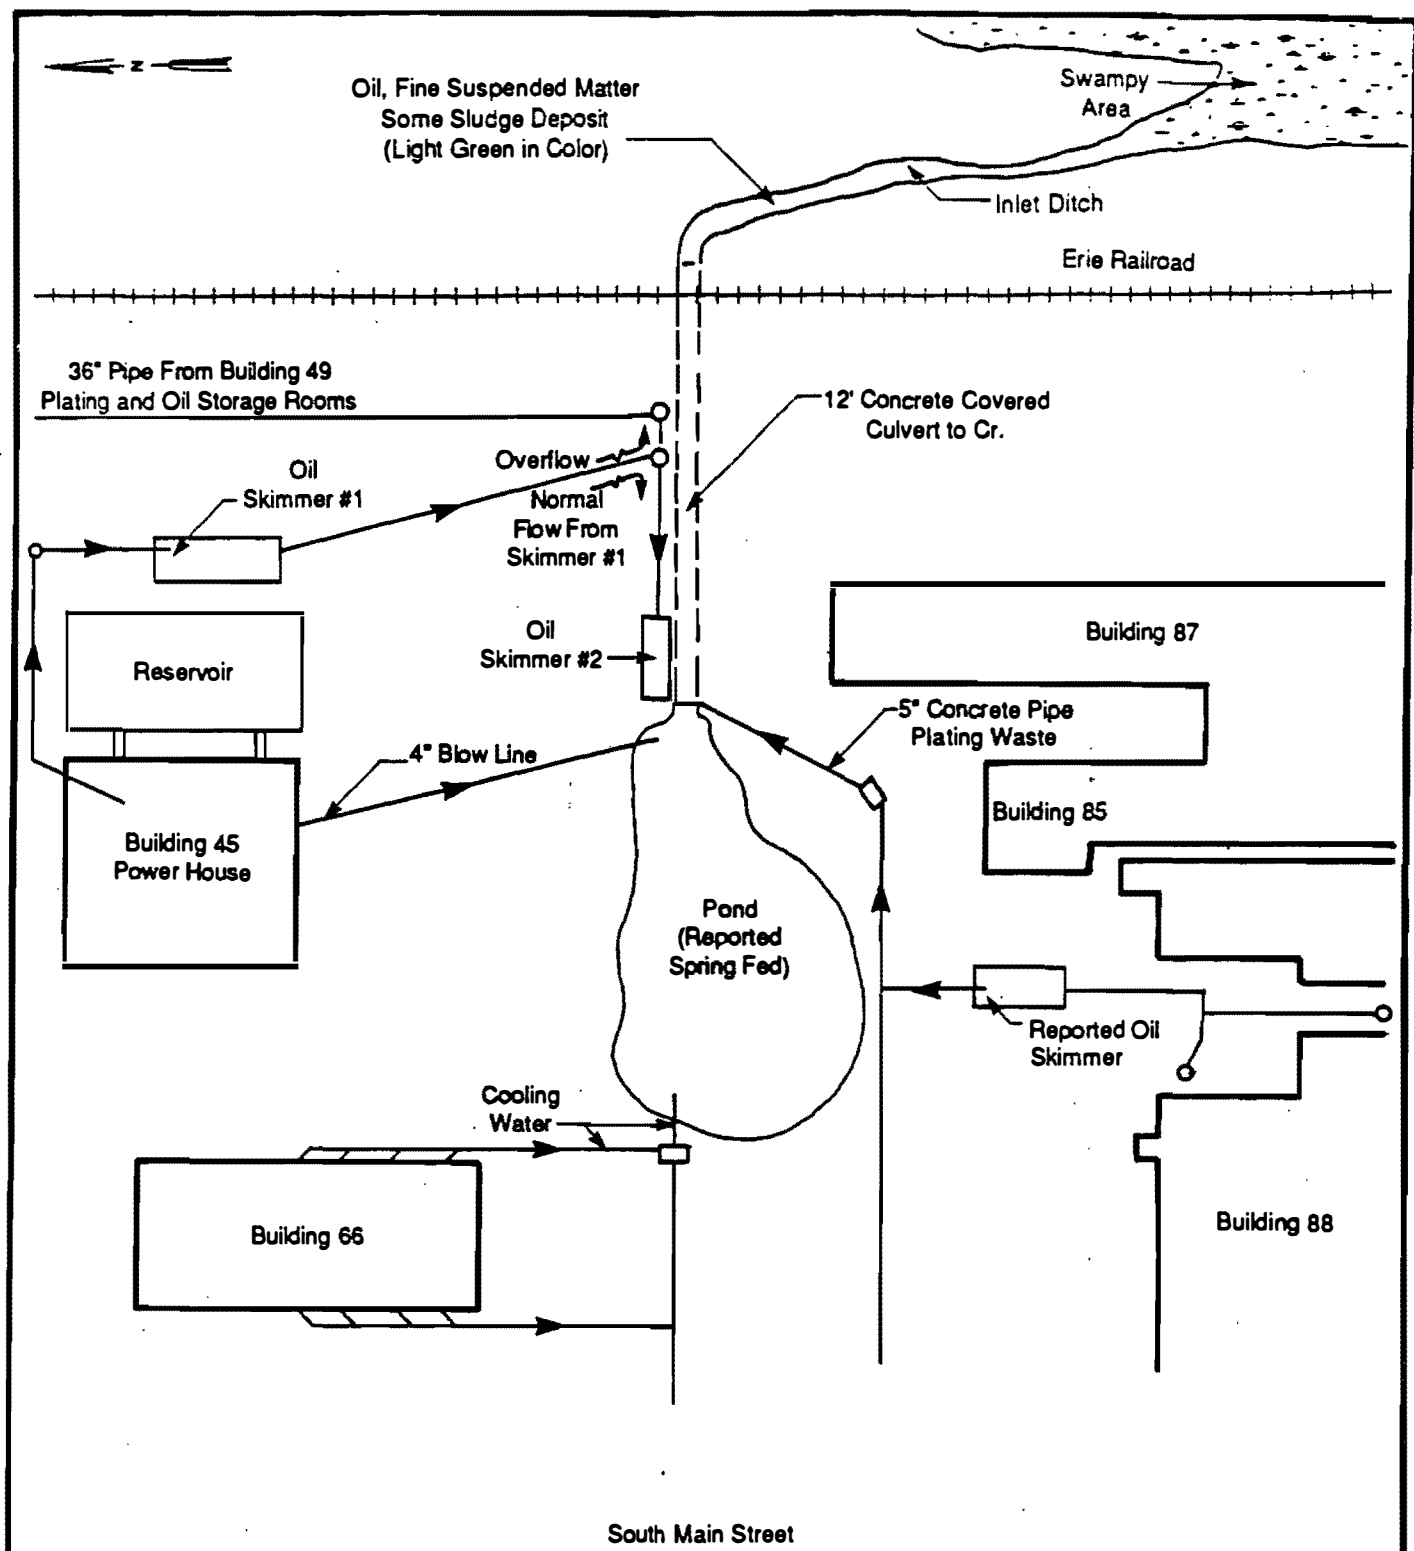 N
Oil, Fine Suspended Matter
Some Sludge Deposit
(Light Green in Color)
Swampy
Area
Inlet Ditch
Erie Railroad
36" Pipe From Building 49
Plating and Oil Storage Rooms
12' Concrete Covered
Culvert to Cr.
Overflow
Oil
Skimmer #1
Normal
Flow From
Skimmer #1
Oil
Skimmer #2
Building 87
Reservoir
5" Concrete Pipe
Plating Waste
4" Blow Line
Building 85
Building 45
Power House
Pond
(Reported
Spring Fed)
Reported Oil
Skimmer
Cooling
Water
Building 66
Building 88
South Main Street